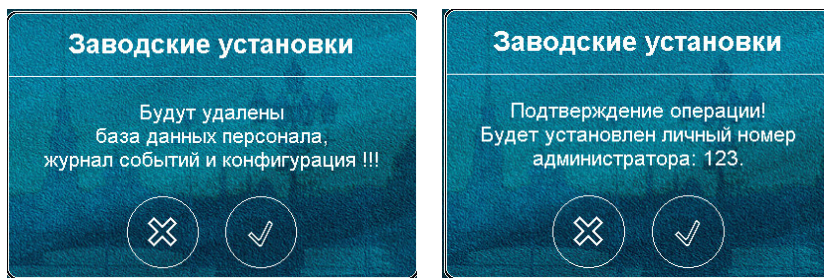 Заводские установки
Будут удалены
база данных персонала,
журнал событий и конфигурация !!!
Заводские установки
Подтверждение операции!
Будет установлен личный номер
администратора: 123.